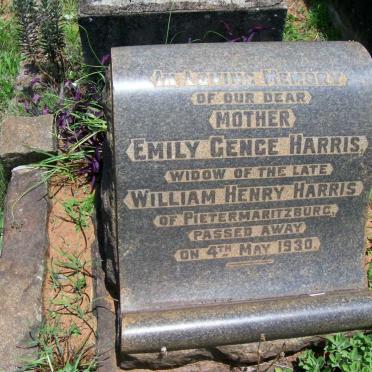 IN LOVING MEMORY
OF OUR DEAR
MOTHER
EMILY GENGE HARRIS,
WIDOW OF THE LATE
WILLIAM HENRY HARRIS
OF PIETERMARITZBURG,
PASSED AWAY
ON 4TH MAY 1930.